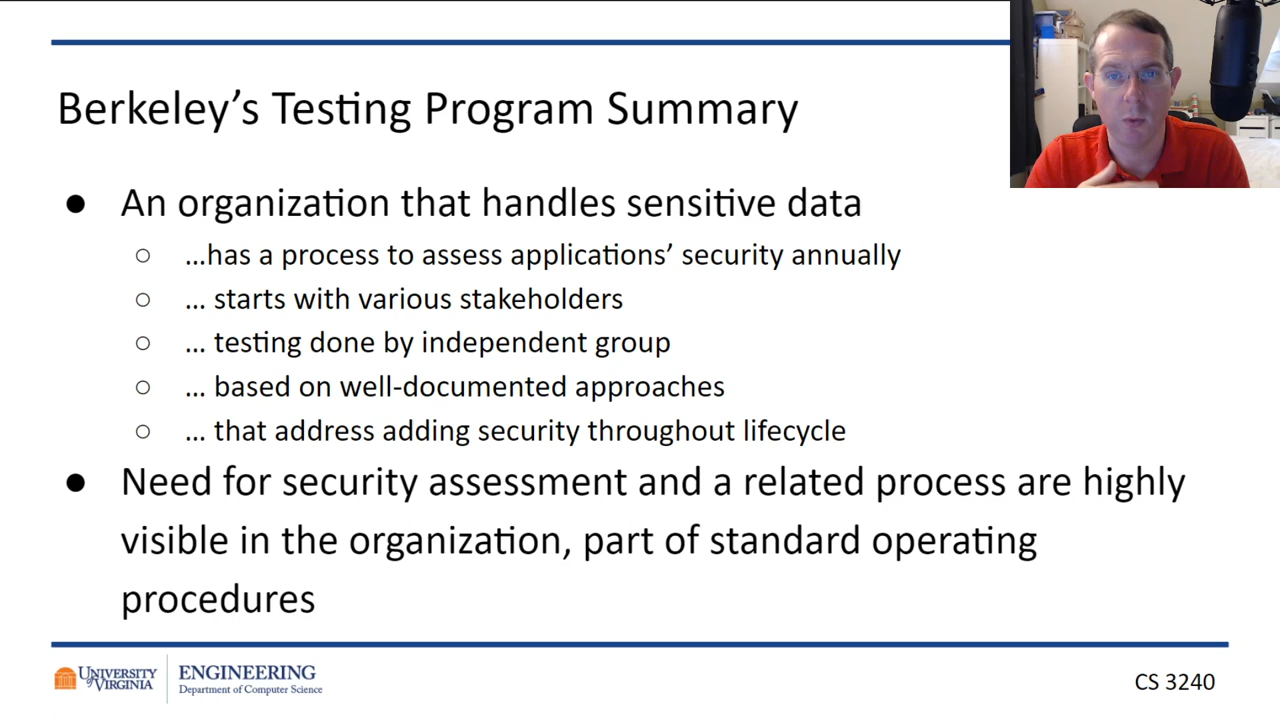 Berkeley’s Testing Program Summary
● An organization that handles sensitive data
○ …has a process to assess applications’ security annually
○ … starts with various stakeholders
○ … testing done by independent group
○ … based on well-documented approaches
○ … that address adding security throughout lifecycle
● Need for security assessment and a related process are highly
visible in the organization, part of standard operating
procedures
UNIVERSITY
of VIRGINIA
ENGINEERING
Department of Computer Science
CS 3240